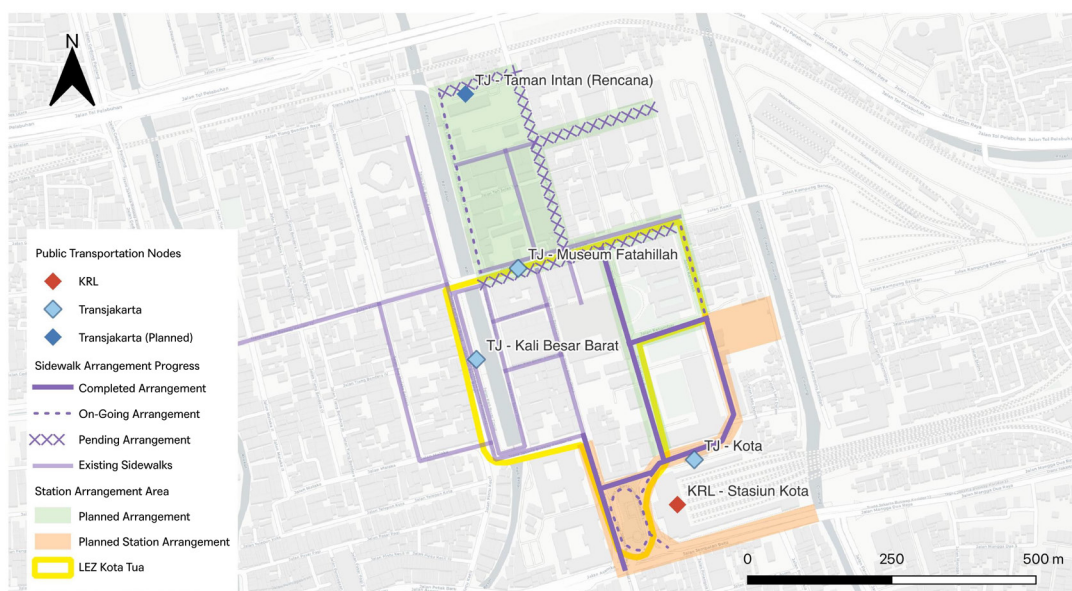 N
TJ - Taman Intan (Rencana)
TJ - Museum Fatahillah
TJ - Kali Besar Barat
TJ - Kota
KRL - Stasiun Kota
Public Transportation Nodes
KRL
Transjakarta
Transjakarta (Planned)
Sidewalk Arrangement Progress
Completed Arrangement
On-Going Arrangement
Pending Arrangement
Existing Sidewalks
Station Arrangement Area
Planned Arrangement
Planned Station Arrangement
LEZ Kota Tua
0
250
500 m